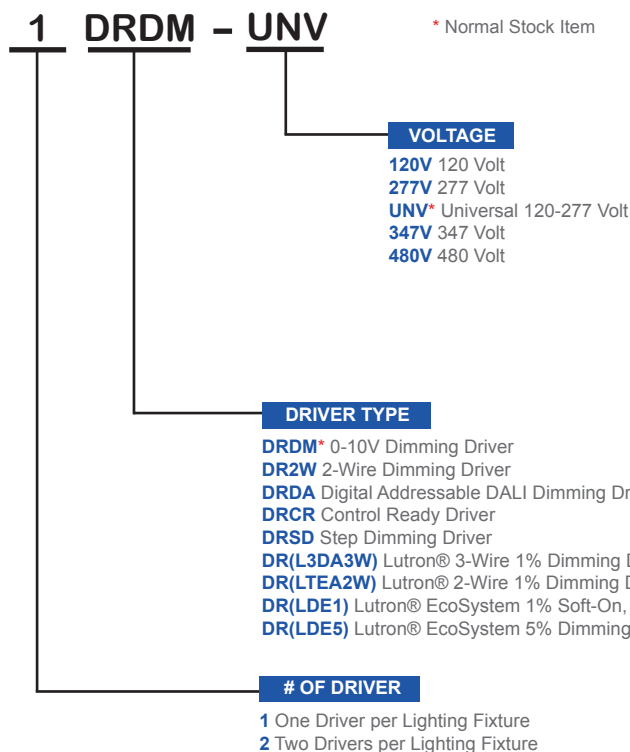 1 DRDM – UNV
* Normal Stock Item
VOLTAGE
120V 120 Volt
277V 277 Volt
UNV* Universal 120-277 Volt
347V 347 Volt
480V 480 Volt
DRIVER TYPE
DRDM* 0-10V Dimming Driver
DR2W 2-Wire Dimming Driver
DRDA Digital Addressable DALI Dimming
DRCR Control Ready Driver
DRSD Step Dimming Driver
DR(L3DA3W) Lutron® 3-Wire 1% Dimming
DR(LTEA2W) Lutron® 2-Wire 1% Dimming
DR(LDE1) Lutron® EcoSystem 1% Soft-On,
DR(LDE5) Lutron® EcoSystem 5% Dimming
# OF DRIVER
1 One Driver per Lighting Fixture
2 Two Drivers per Lighting Fixture